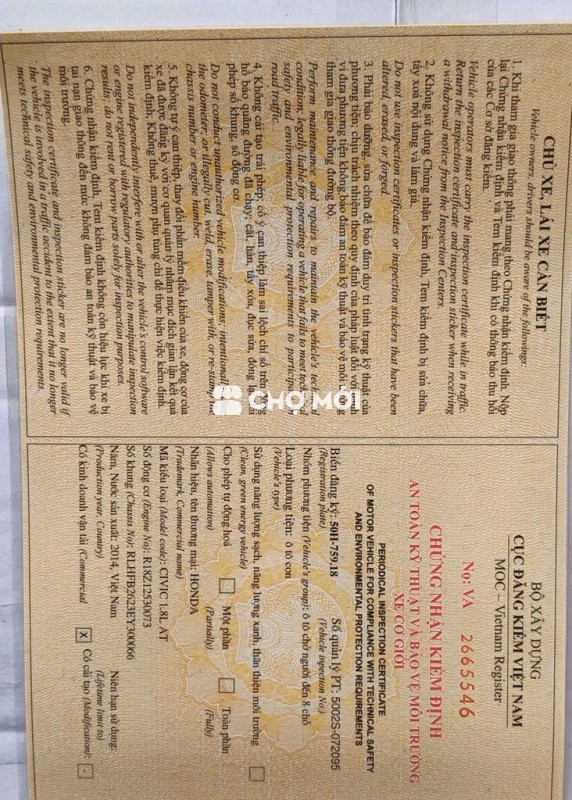 CHỦ XE, LÁI XE CẦN BIẾT
Vehicle owners, drivers should be aware of the followings:
1. Khi tham gia giao thông phải mang theo Chứng nhận kiểm định. Nộp
lại Chứng nhận kiểm định và Tem kiểm định khi có thông báo thu hồi
của các Cơ sở đăng kiểm.
Vehicle operators must carry the inspection certificate while in traffic.
Return the inspection certificate and inspection sticker when receiving
a withdrawal notice from the Inspection Centers.
2. Không sử dụng Chứng nhận kiểm định, Tem kiểm định bị sửa chữa,
tẩy xoá nội dung và làm giả.
Do not use inspection certificates or inspection stickers that have been
altered, erased or forged.
3. Phải bảo dưỡng, sửa chữa để bảo đảm duy trì tình trạng kỹ thuật của
phương tiện; chịu trách nhiệm theo quy định của pháp luật đối với hành
vi đưa phương tiện không bảo đảm an toàn kỹ thuật và bảo vệ môi trường
tham gia giao thông đường bộ.
Perform maintenance and repairs to maintain the vehicle's technical
condition; legally liable for operating a vehicle that fails to meet technical
safety and environmental protection requirements to participate in
road traffic.
4. Không cải tạo trái phép; cố ý can thiệp làm sai lệch chỉ số trên đồng
hồ báo quãng đường đã chạy; cắt, hàn, tẩy xóa, đục sửa, đóng lại trái
phép số khung, số động cơ.
Do not conduct unauthorized vehicle modifications; intentionally
the odometer; or illegally cut, weld, erase, tamper with, or re-stamp the
chassis number or engine number.
5. Không tự ý can thiệp, thay đổi phần mềm điều khiển của xe, động cơ của
xe đã được đăng ký với cơ quan quản lý nhằm mục đích gian lận kết quả
kiểm định; Không thuê, mượn phụ tùng chỉ để thực hiện việc kiểm định.
Do not independently interfere with or alter the vehicle's control software
or engine registered with regulatory authorities to manipulate inspection
results; do not rent or borrow parts solely for inspection purposes.
6. Chứng nhận kiểm định, Tem kiểm định không còn hiệu lực khi xe bị
tai nạn giao thông đến mức không đảm bảo an toàn kỹ thuật và bảo vệ
môi trường.
The inspection certificate and inspection sticker are no longer valid if
the vehicle is involved in a traffic accident to the extent that it no longer
meets technical safety and environmental protection requirements.
CHỢ MỚI
BỘ XÂY DỰNG
CỤC ĐĂNG KIỂM VIỆT NAM
MOC – Vietnam Register
No: VA 2665546
CHỨNG NHẬN KIỂM ĐỊNH
AN TOÀN KỸ THUẬT VÀ BẢO VỆ MÔI TRƯỜNG
XE CƠ GIỚI
PERIODICAL INSPECTION CERTIFICATE
OF MOTOR VEHICLE FOR COMPLIANCE WITH TECHNICAL SAFETY
AND ENVIRONMENTAL PROTECTION REQUIREMENTS
Biển đăng ký: 50H-759.18 Số quản lý PT: 5002S-072095
(Registration plate) (Vehicle inpection No)
Nhóm phương tiện (Vehicle's group): ô tô chở người đến 8 chỗ
Loại phương tiện: ô tô con
(Vehicle's type)
Sử dụng năng lượng sạch, năng lượng xanh, thân thiện môi trường
(Clean, green energy vehicle)
Cho phép tự động hoá Một phần Toàn phần
(Allows automation) (Partially) (Fully)
Nhãn hiệu, tên thương mại: HONDA
(Trademark, Commercial name)
Mã kiểu loại (Model code): CIVIC 1.8L AT
Số động cơ (Engine No): R18Z12530073
Số khung (Chassis No): RLHFB2623EY300066
Năm, Nước sản xuất: 2014, Việt Nam Niên hạn sử dụng:
(Production year, Country) (Lifetime limit to)
Có kinh doanh vận tải (Commercial X Có cải tạo (Modification): -